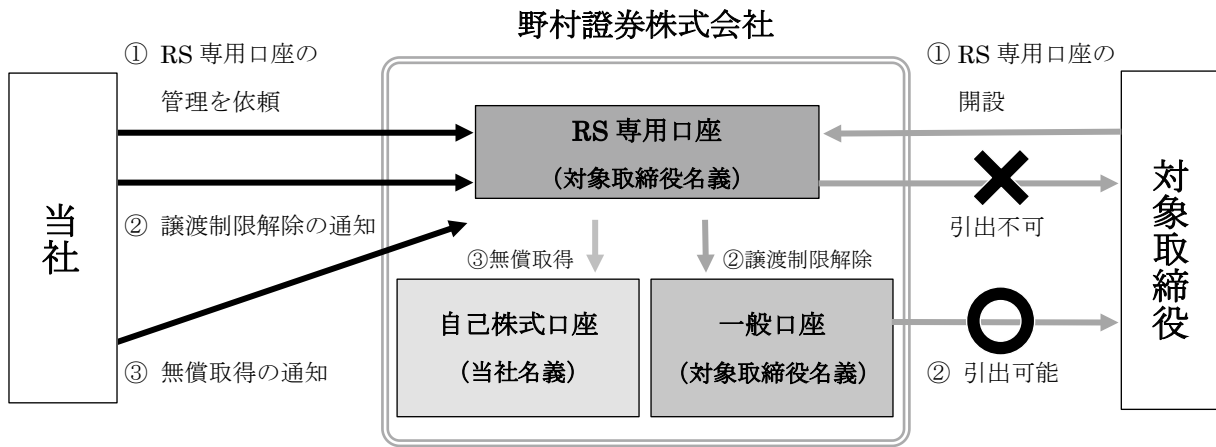 野村證券株式会社
① RS 専用口座の
管理を依頼
① RS 専用口座の
開設
RS 専用口座
(対象取締役名義)
当社
対象取締役
② 譲渡制限解除の通知
引出不可
③無償取得
②譲渡制限解除
自己株式口座
(当社名義)
一般口座
(対象取締役名義)
③ 無償取得の通知
② 引出可能